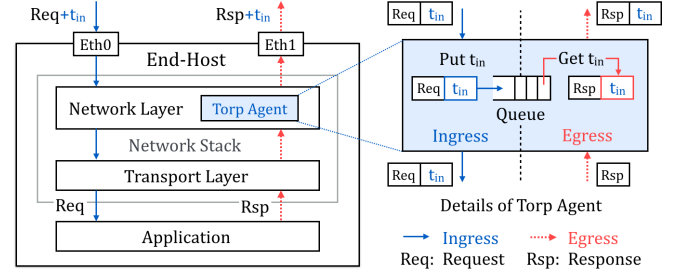 Req+tin
Rsp+tin
Eth0
Eth1
End-Host
Network Layer
Torp Agent
Network Stack
Transport Layer
Req
Rsp
Application
Req tin
Rsp tin
Put tin
Get tin
Req tin
Rsp tin
Queue
Ingress
Egress
Req tin
Rsp
Details of Torp Agent
Ingress
Egress
Req: Request
Rsp: Response